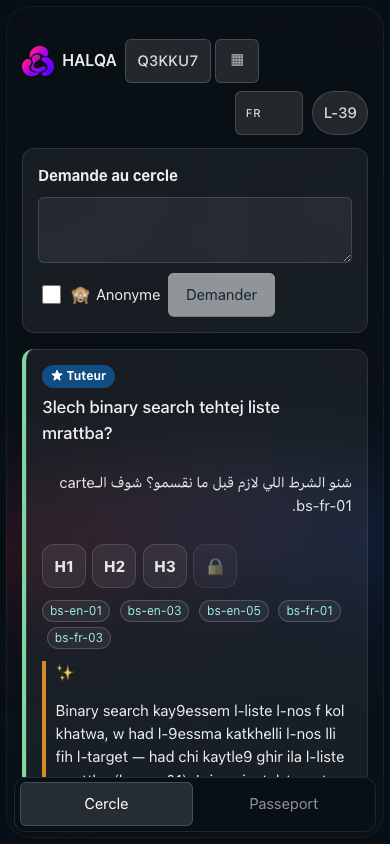 HALQA Q3KKU7
FR L-39
Demande au cercle
Anonyme Demander
Tuteur
3lech binary search tehtej liste
mrattba?
شنو الشرط اللي لازم قبل ما نقسمو؟ شوف الـcarte
bs-fr-01.
H1 H2 H3
bs-en-01 bs-en-03 bs-en-05 bs-fr-01
bs-fr-03
Binary search kay9essem l-liste l-nos f kol
khatwa, w had l-9essma katkhelli l-nos lli
fih l-target — had chi kaytle9 ghir ila l-liste
Cercle Passeport